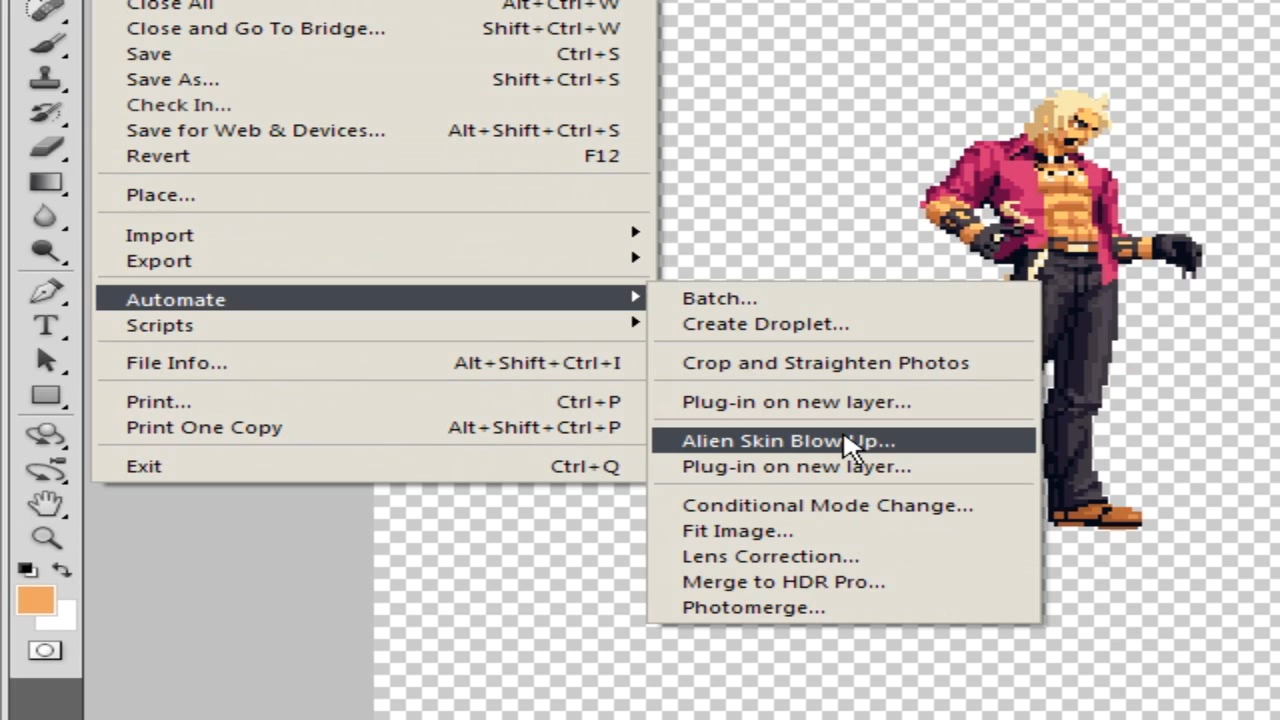 Close All Alt+Ctrl+W
Close and Go To Bridge... Shift+Ctrl+W
Save Ctrl+S
Save As... Shift+Ctrl+S
Check In...
Save for Web & Devices... Alt+Shift+Ctrl+S
Revert F12
Place...
Import
Export
Automate
Scripts
File Info... Alt+Shift+Ctrl+I
Print... Ctrl+P
Print One Copy Alt+Shift+Ctrl+P
Exit Ctrl+Q
Batch...
Create Droplet...
Crop and Straighten Photos
Plug-in on new layer...
Alien Skin Blow Up...
Plug-in on new layer...
Conditional Mode Change...
Fit Image...
Lens Correction...
Merge to HDR Pro...
Photomerge...